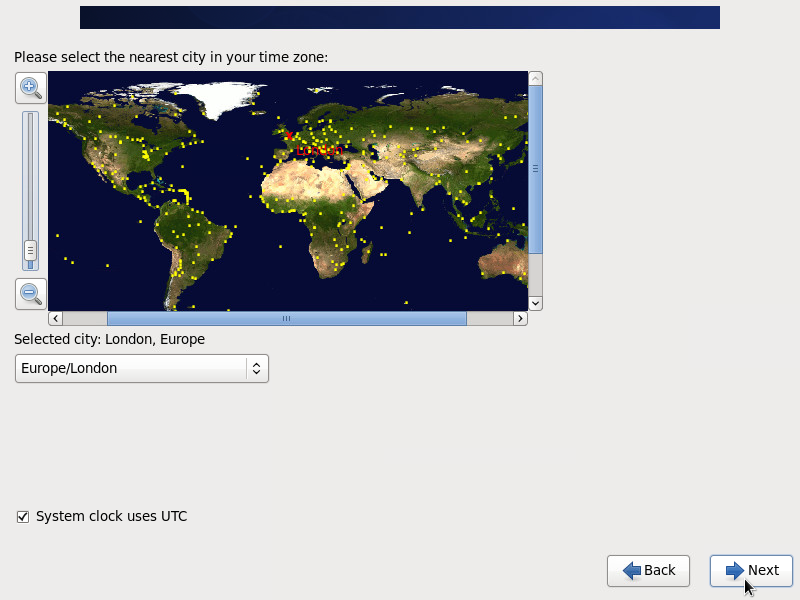 Please select the nearest city in your time zone:
London
Selected city: London, Europe
Europe/London
System clock uses UTC
Back
Next